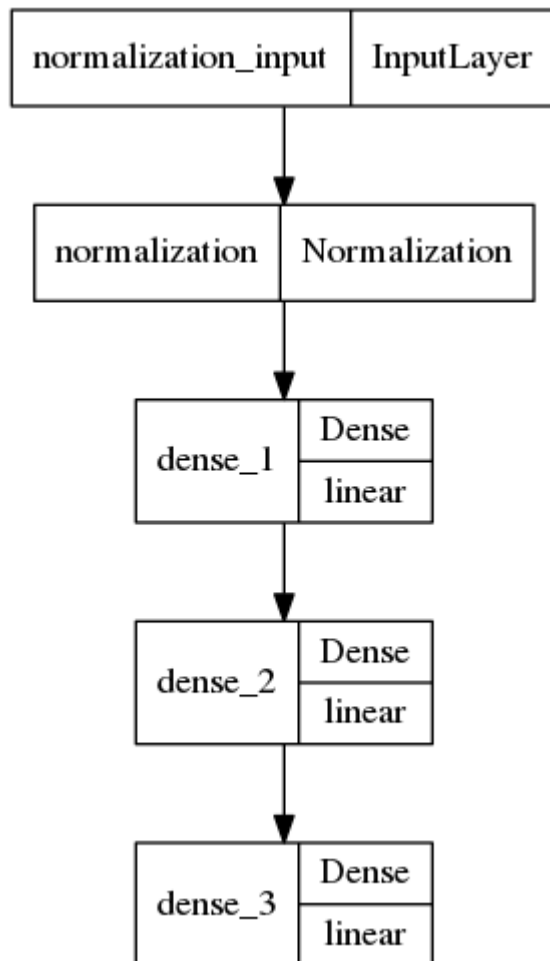 normalization_input InputLayer
normalization Normalization
dense_1
Dense
linear
dense_2
Dense
linear
dense_3
Dense
linear